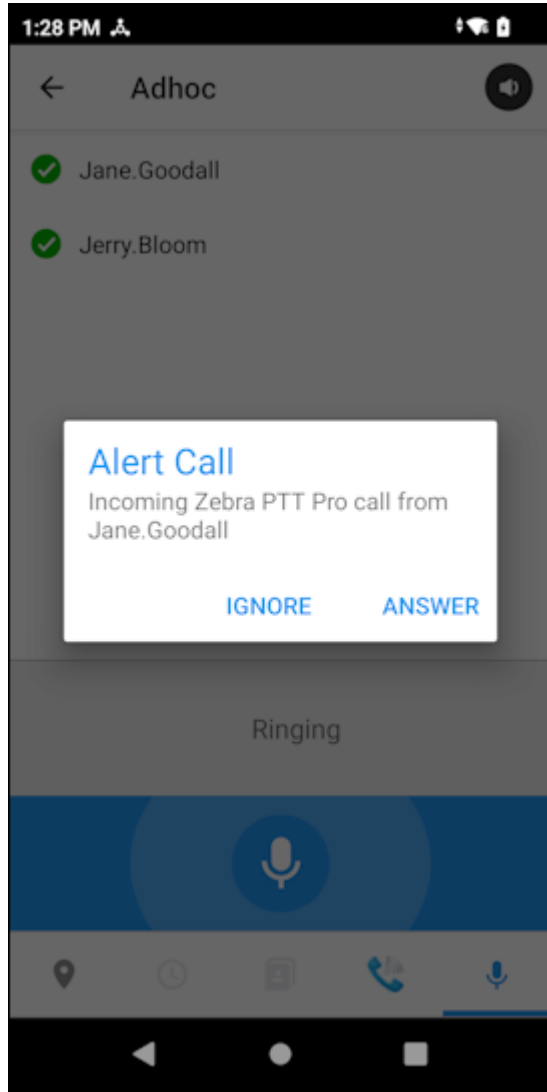 1:28 PM
Adhoc
Jane.Goodall
Jerry.Bloom
Alert Call
Incoming Zebra PTT Pro call from
Jane.Goodall
IGNORE ANSWER
Ringing